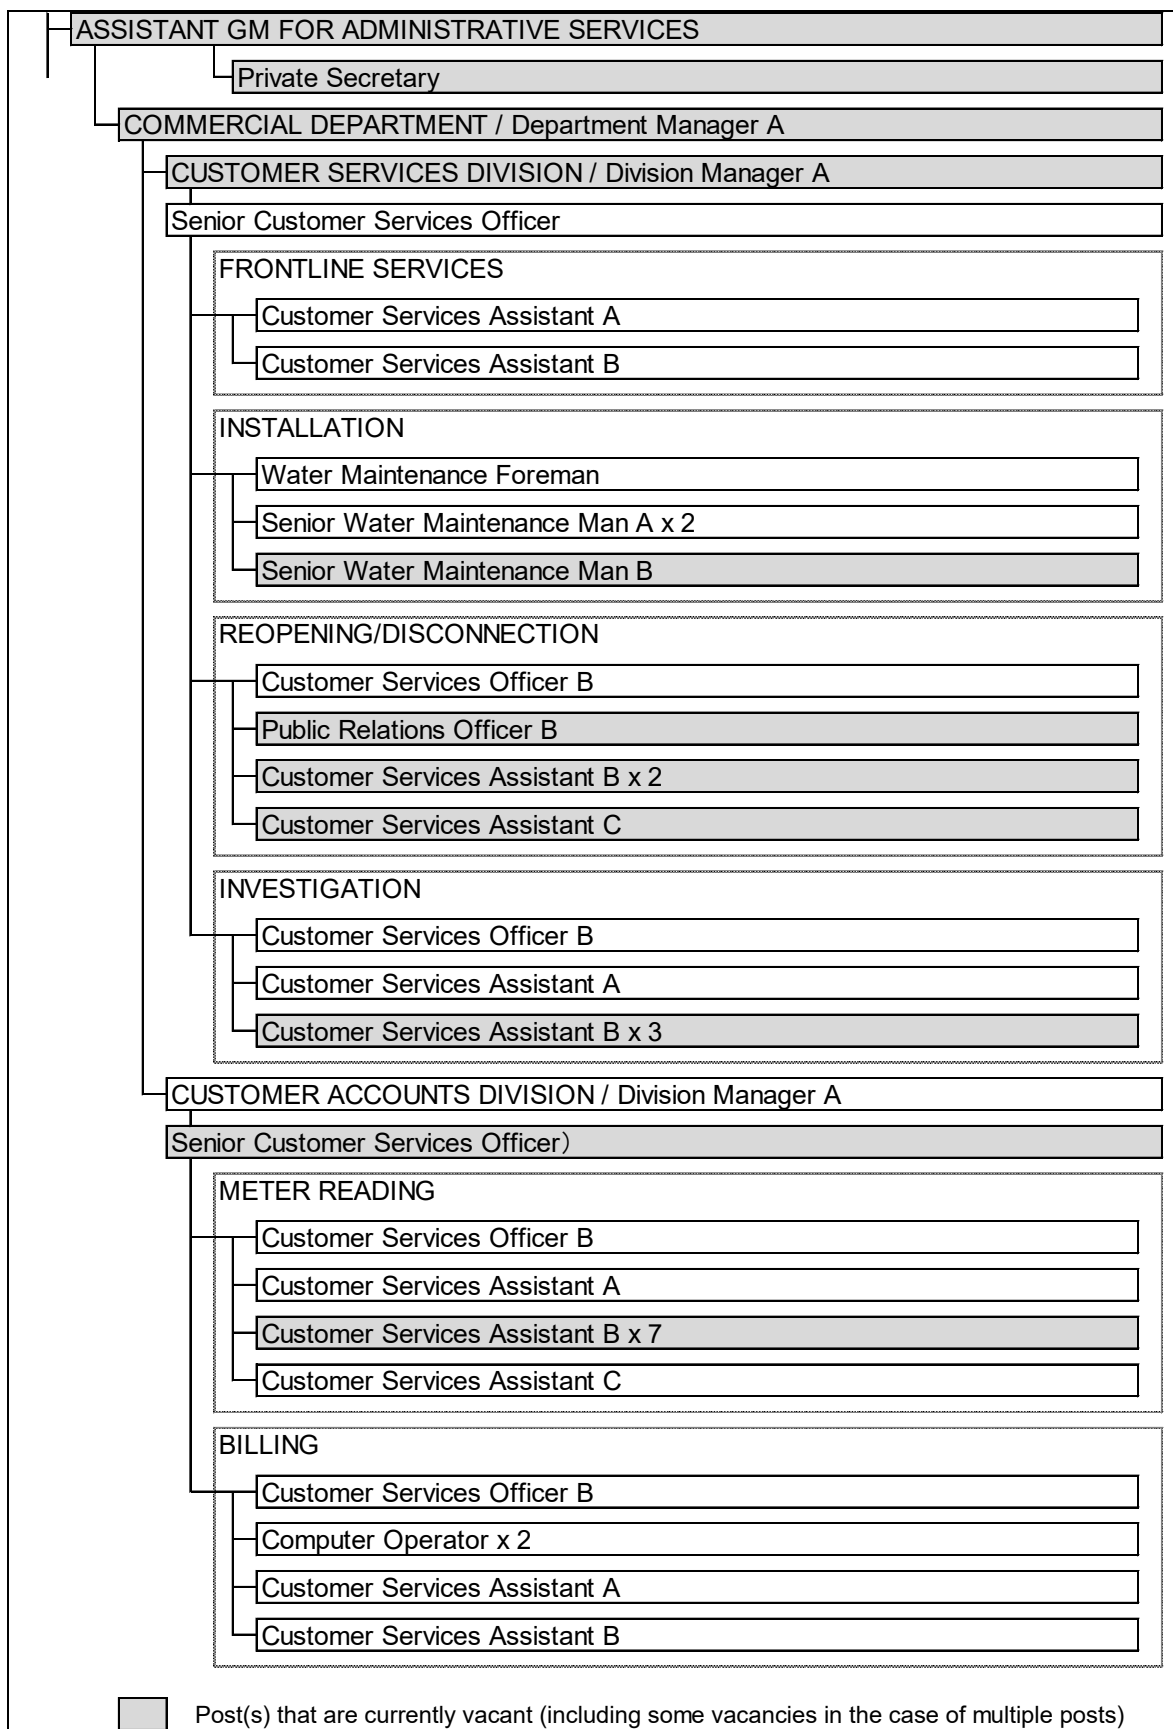 ASSISTANT GM FOR ADMINISTRATIVE SERVICES
Private Secretary
COMMERCIAL DEPARTMENT / Department Manager A
CUSTOMER SERVICES DIVISION / Division Manager A
Senior Customer Services Officer
FRONTLINE SERVICES
Customer Services Assistant A
Customer Services Assistant B
INSTALLATION
Water Maintenance Foreman
Senior Water Maintenance Man A x 2
Senior Water Maintenance Man B
REOPENING/DISCONNECTION
Customer Services Officer B
Public Relations Officer B
Customer Services Assistant B x 2
Customer Services Assistant C
INVESTIGATION
Customer Services Officer B
Customer Services Assistant A
Customer Services Assistant B x 3
CUSTOMER ACCOUNTS DIVISION / Division Manager A
Senior Customer Services Officer）
METER READING
Customer Services Officer B
Customer Services Assistant A
Customer Services Assistant B x 7
Customer Services Assistant C
BILLING
Customer Services Officer B
Computer Operator x 2
Customer Services Assistant A
Customer Services Assistant B
Post(s) that are currently vacant (including some vacancies in the case of multiple posts)